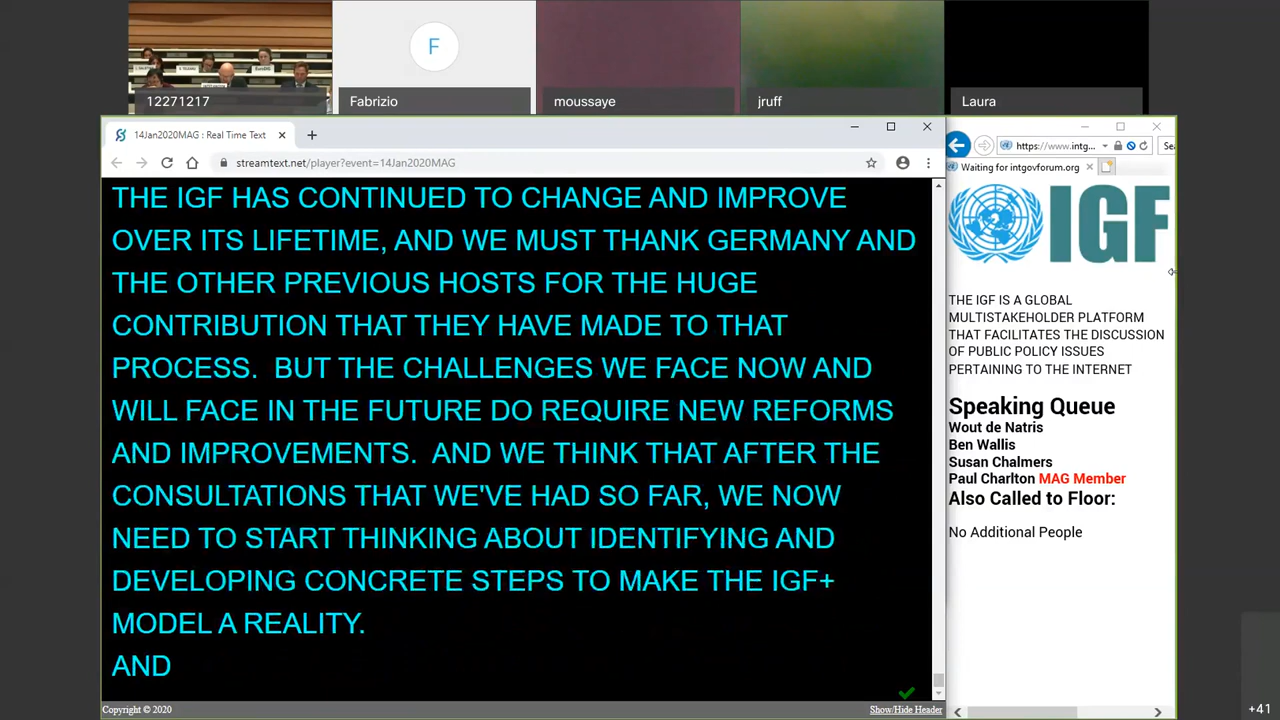 F
12271217
Fabrizio
moussaye
jruff
Laura
14Jan2020MAG : Real Time Text
streamtext.net/player?event=14Jan2020MAG
THE IGF HAS CONTINUED TO CHANGE AND IMPROVE
OVER ITS LIFETIME, AND WE MUST THANK GERMANY AND
THE OTHER PREVIOUS HOSTS FOR THE HUGE
CONTRIBUTION THAT THEY HAVE MADE TO THAT
PROCESS.  BUT THE CHALLENGES WE FACE NOW AND
WILL FACE IN THE FUTURE DO REQUIRE NEW REFORMS
AND IMPROVEMENTS.  AND WE THINK THAT AFTER THE
CONSULTATIONS THAT WE'VE HAD SO FAR, WE NOW
NEED TO START THINKING ABOUT IDENTIFYING AND
DEVELOPING CONCRETE STEPS TO MAKE THE IGF+
MODEL A REALITY.
AND
Copyright © 2020
Show/Hide Header
https://www.intg...
Sea
Waiting for intgovforum.org
IGF
THE IGF IS A GLOBAL
MULTISTAKEHOLDER PLATFORM
THAT FACILITATES THE DISCUSSION
OF PUBLIC POLICY ISSUES
PERTAINING TO THE INTERNET
Speaking Queue
Wout de Natris
Ben Wallis
Susan Chalmers
Paul Charlton MAG Member
Also Called to Floor:
No Additional People
+41